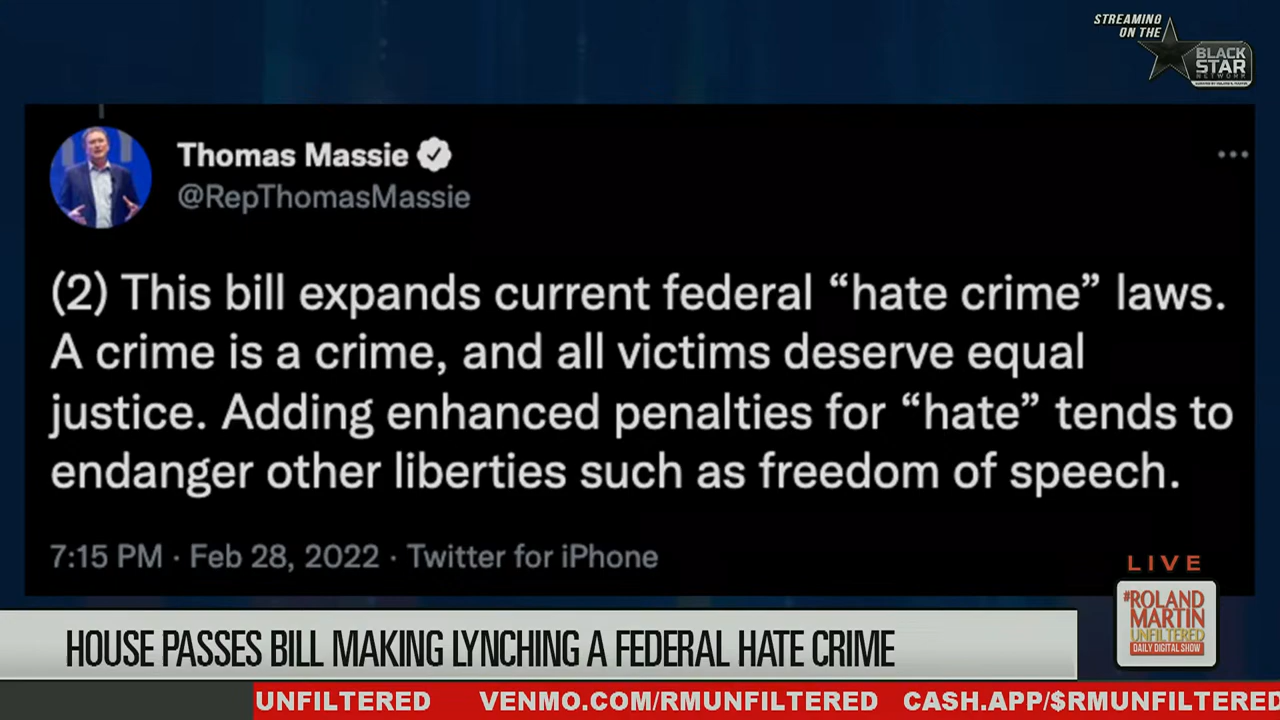 STREAMING
ON THE
BLACK
STAR
NETWORK
Thomas Massie
@RepThomasMassie
(2) This bill expands current federal “hate crime” laws.
A crime is a crime, and all victims deserve equal
justice. Adding enhanced penalties for “hate” tends to
endanger other liberties such as freedom of speech.
7:15 PM · Feb 28, 2022 · Twitter for iPhone
LIVE
#ROLAND
MARTIN
UNFILTERED
DAILY DIGITAL SHOW
HOUSE PASSES BILL MAKING LYNCHING A FEDERAL HATE CRIME
UNFILTERED VENMO.COM/RMUNFILTERED CASH.APP/$RMUNFILTERED